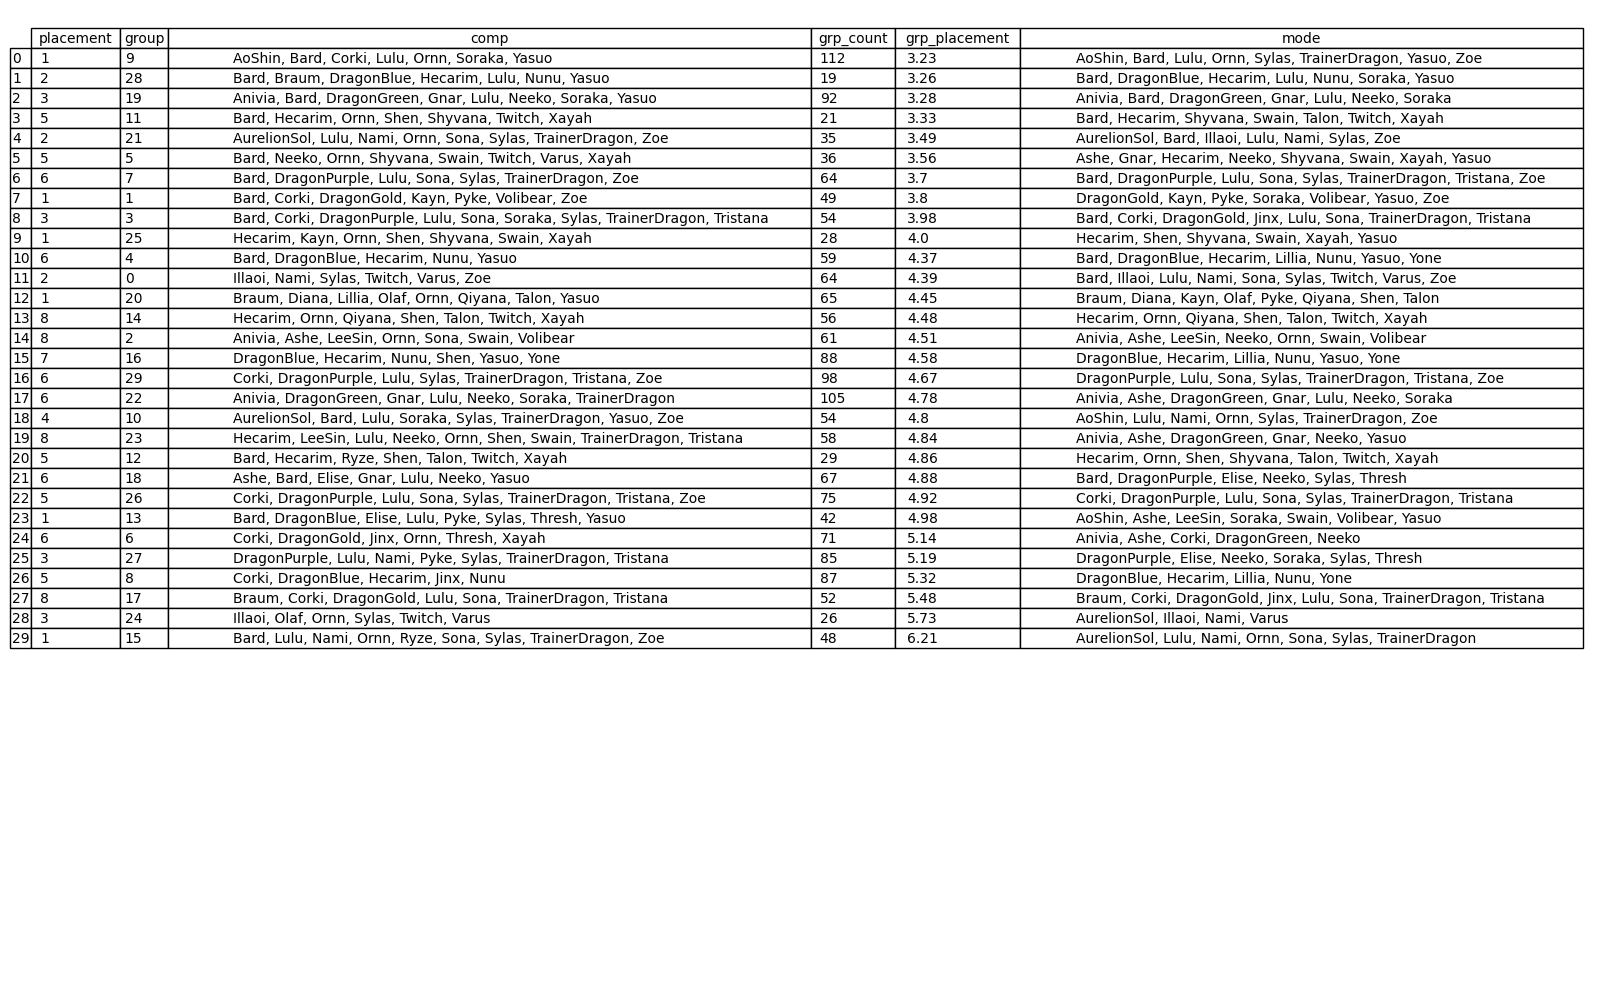 placement group comp grp_count grp_placement mode
0 1 9 AoShin, Bard, Corki, Lulu, Ornn, Soraka, Yasuo 112 3.23 AoShin, Bard, Lulu, Ornn, Sylas, TrainerDragon, Yasuo, Zoe
1 2 28 Bard, Braum, DragonBlue, Hecarim, Lulu, Nunu, Yasuo 19 3.26 Bard, DragonBlue, Hecarim, Lulu, Nunu, Soraka, Yasuo
2 3 19 Anivia, Bard, DragonGreen, Gnar, Lulu, Neeko, Soraka, Yasuo 92 3.28 Anivia, Bard, DragonGreen, Gnar, Lulu, Neeko, Soraka
3 5 11 Bard, Hecarim, Ornn, Shen, Shyvana, Twitch, Xayah 21 3.33 Bard, Hecarim, Shyvana, Swain, Talon, Twitch, Xayah
4 2 21 AurelionSol, Lulu, Nami, Ornn, Sona, Sylas, TrainerDragon, Zoe 35 3.49 AurelionSol, Bard, Illaoi, Lulu, Nami, Sylas, Zoe
5 5 5 Bard, Neeko, Ornn, Shyvana, Swain, Twitch, Varus, Xayah 36 3.56 Ashe, Gnar, Hecarim, Neeko, Shyvana, Swain, Xayah, Yasuo
6 6 7 Bard, DragonPurple, Lulu, Sona, Sylas, TrainerDragon, Zoe 64 3.7 Bard, DragonPurple, Lulu, Sona, Sylas, TrainerDragon, Tristana, Zoe
7 1 1 Bard, Corki, DragonGold, Kayn, Pyke, Volibear, Zoe 49 3.8 DragonGold, Kayn, Pyke, Soraka, Volibear, Yasuo, Zoe
8 3 3 Bard, Corki, DragonPurple, Lulu, Sona, Soraka, Sylas, TrainerDragon, Tristana 54 3.98 Bard, Corki, DragonGold, Jinx, Lulu, Sona, TrainerDragon, Tristana
9 1 25 Hecarim, Kayn, Ornn, Shen, Shyvana, Swain, Xayah 28 4.0 Hecarim, Shen, Shyvana, Swain, Xayah, Yasuo
10 6 4 Bard, DragonBlue, Hecarim, Nunu, Yasuo 59 4.37 Bard, DragonBlue, Hecarim, Lillia, Nunu, Yasuo, Yone
11 2 0 Illaoi, Nami, Sylas, Twitch, Varus, Zoe 64 4.39 Bard, Illaoi, Lulu, Nami, Sona, Sylas, Twitch, Varus, Zoe
12 1 20 Braum, Diana, Lillia, Olaf, Ornn, Qiyana, Talon, Yasuo 65 4.45 Braum, Diana, Kayn, Olaf, Pyke, Qiyana, Shen, Talon
13 8 14 Hecarim, Ornn, Qiyana, Shen, Talon, Twitch, Xayah 56 4.48 Hecarim, Ornn, Qiyana, Shen, Talon, Twitch, Xayah
14 8 2 Anivia, Ashe, LeeSin, Ornn, Sona, Swain, Volibear 61 4.51 Anivia, Ashe, LeeSin, Neeko, Ornn, Swain, Volibear
15 7 16 DragonBlue, Hecarim, Nunu, Shen, Yasuo, Yone 88 4.58 DragonBlue, Hecarim, Lillia, Nunu, Yasuo, Yone
16 6 29 Corki, DragonPurple, Lulu, Sylas, TrainerDragon, Tristana, Zoe 98 4.67 DragonPurple, Lulu, Sona, Sylas, TrainerDragon, Tristana, Zoe
17 6 22 Anivia, DragonGreen, Gnar, Lulu, Neeko, Soraka, TrainerDragon 105 4.78 Anivia, Ashe, DragonGreen, Gnar, Lulu, Neeko, Soraka
18 4 10 AurelionSol, Bard, Lulu, Soraka, Sylas, TrainerDragon, Yasuo, Zoe 54 4.8 AoShin, Lulu, Nami, Ornn, Sylas, TrainerDragon, Zoe
19 8 23 Hecarim, LeeSin, Lulu, Neeko, Ornn, Shen, Swain, TrainerDragon, Tristana 58 4.84 Anivia, Ashe, DragonGreen, Gnar, Neeko, Yasuo
20 5 12 Bard, Hecarim, Ryze, Shen, Talon, Twitch, Xayah 29 4.86 Hecarim, Ornn, Shen, Shyvana, Talon, Twitch, Xayah
21 6 18 Ashe, Bard, Elise, Gnar, Lulu, Neeko, Yasuo 67 4.88 Bard, DragonPurple, Elise, Neeko, Sylas, Thresh
22 5 26 Corki, DragonPurple, Lulu, Sona, Sylas, TrainerDragon, Tristana, Zoe 75 4.92 Corki, DragonPurple, Lulu, Sona, Sylas, TrainerDragon, Tristana
23 1 13 Bard, DragonBlue, Elise, Lulu, Pyke, Sylas, Thresh, Yasuo 42 4.98 AoShin, Ashe, LeeSin, Soraka, Swain, Volibear, Yasuo
24 6 6 Corki, DragonGold, Jinx, Ornn, Thresh, Xayah 71 5.14 Anivia, Ashe, Corki, DragonGreen, Neeko
25 3 27 DragonPurple, Lulu, Nami, Pyke, Sylas, TrainerDragon, Tristana 85 5.19 DragonPurple, Elise, Neeko, Soraka, Sylas, Thresh
26 5 8 Corki, DragonBlue, Hecarim, Jinx, Nunu 87 5.32 DragonBlue, Hecarim, Lillia, Nunu, Yone
27 8 17 Braum, Corki, DragonGold, Lulu, Sona, TrainerDragon, Tristana 52 5.48 Braum, Corki, DragonGold, Jinx, Lulu, Sona, TrainerDragon, Tristana
28 3 24 Illaoi, Olaf, Ornn, Sylas, Twitch, Varus 26 5.73 AurelionSol, Illaoi, Nami, Varus
29 1 15 Bard, Lulu, Nami, Ornn, Ryze, Sona, Sylas, TrainerDragon, Zoe 48 6.21 AurelionSol, Lulu, Nami, Ornn, Sona, Sylas, TrainerDragon